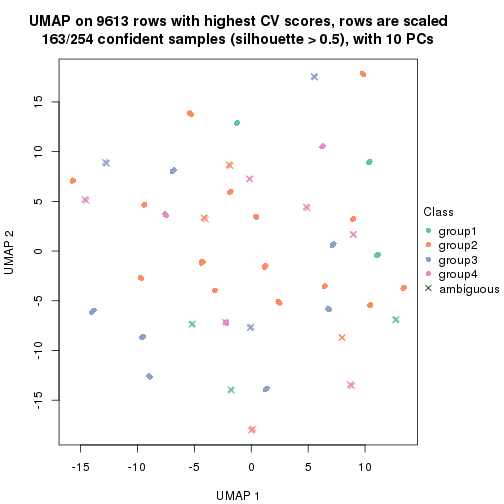 UMAP on 9613 rows with highest CV scores, rows are scaled
163/254 confident samples (silhouette > 0.5), with 10 PCs
15
10
5
0
-5
-10
-15
UMAP 2
-15
-10
-5
0
5
10
UMAP 1
Class
group1
group2
group3
group4
ambiguous